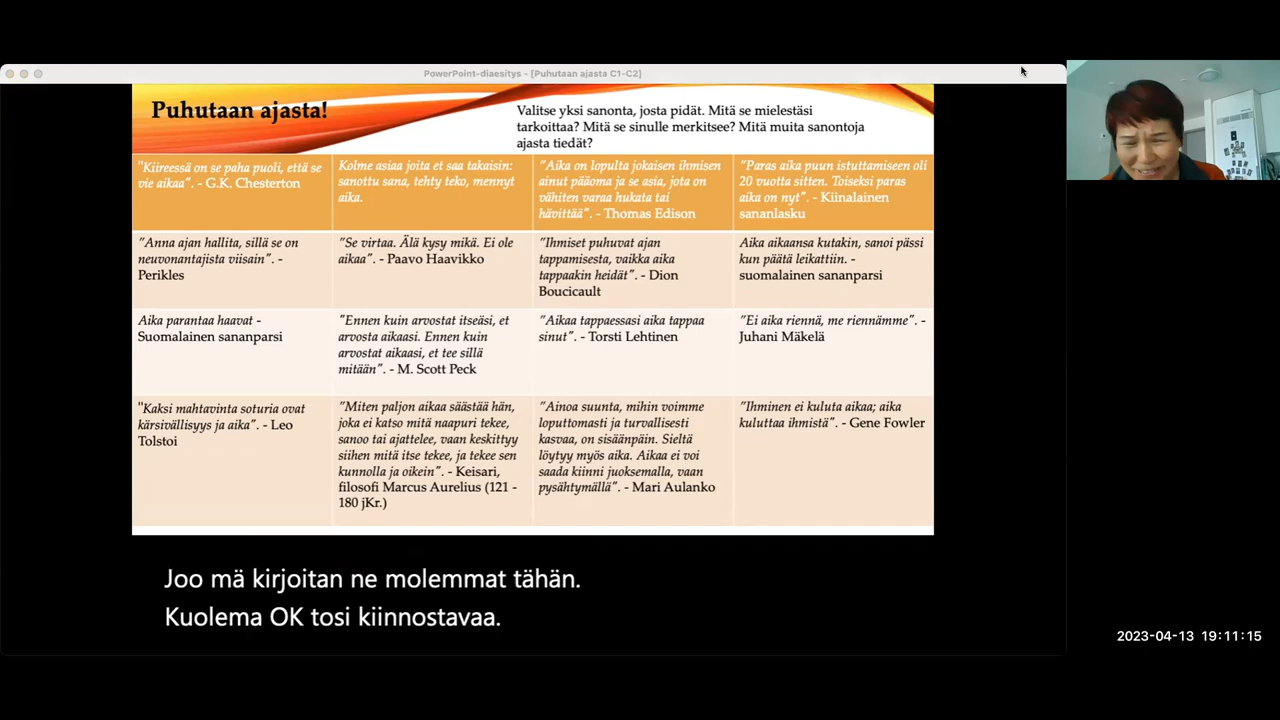 PowerPoint-diaesitys - [Puhutaan ajasta C1-C2]
Puhutaan ajasta!
Valitse yksi sanonta, josta pidät. Mitä se mielestäsi
tarkoittaa? Mitä se sinulle merkitsee? Mitä muita sanontoja
ajasta tiedät?
"Kiireessä on se paha puoli, että se
vie aikaa". - G.K. Chesterton
Kolme asiaa joita et saa takaisin:
sanottu sana, tehty teko, mennyt
aika.
"Aika on lopulta jokaisen ihmisen
ainut pääoma ja se asia, jota on
vähiten varaa hukata tai
hävittää". - Thomas Edison
"Paras aika puun istuttamiseen oli
20 vuotta sitten. Toiseksi paras
aika on nyt". - Kiinalainen
sananlasku
"Anna ajan hallita, sillä se on
neuvonantajista viisain". -
Perikles
"Se virtaa. Älä kysy mikä. Ei ole
aikaa". - Paavo Haavikko
"Ihmiset puhuvat ajan
tappamisesta, vaikka aika
tappaakin heidät". - Dion
Boucicault
Aika aikaansa kutakin, sanoi pässi
kun päätä leikattiin. -
suomalainen sananparsi
Aika parantaa haavat -
Suomalainen sananparsi
"Ennen kuin arvostat itseäsi, et
arvosta aikaasi. Ennen kuin
arvostat aikaasi, et tee sillä
mitään". - M. Scott Peck
"Aikaa tappaessasi aika tappaa
sinut". - Torsti Lehtinen
"Ei aika riennä, me riennämme". -
Juhani Mäkelä
"Kaksi mahtavinta soturia ovat
kärsivällisyys ja aika". - Leo
Tolstoi
"Miten paljon aikaa säästää hän,
joka ei katso mitä naapuri tekee,
sanoo tai ajattelee, vaan keskittyy
siihen mitä itse tekee, ja tekee sen
kunnolla ja oikein". - Keisari,
filosofi Marcus Aurelius (121 -
180 jKr.)
"Ainoa suunta, mihin voimme
loputtomasti ja turvallisesti
kasvaa, on sisäänpäin. Sieltä
löytyy myös aika. Aikaa ei voi
saada kiinni juoksemalla, vaan
pysähtymällä". - Mari Aulanko
"Ihminen ei kuluta aikaa; aika
kuluttaa ihmistä". - Gene Fowler
Joo mä kirjoitan ne molemmat tähän.
Kuolema OK tosi kiinnostavaa.
2023-04-13 19:11:15